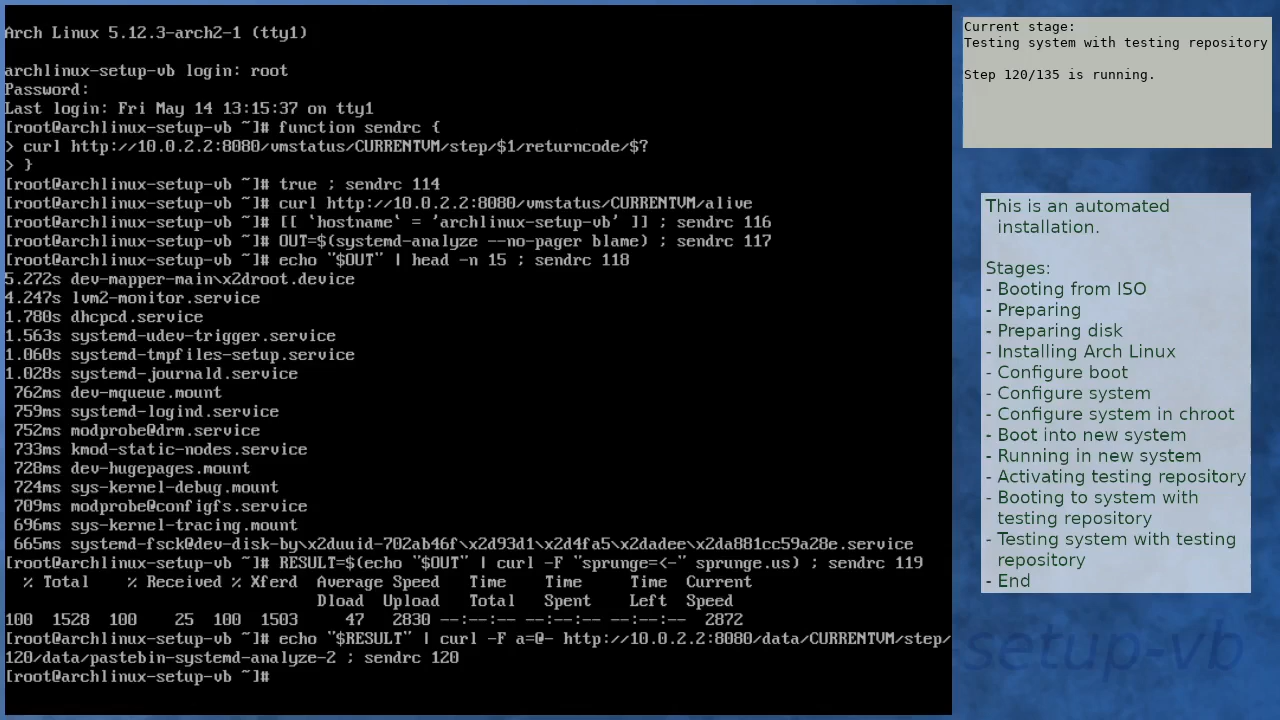 Arch Linux 5.12.3-arch2-1 (tty1)
archlinux-setup-vb login: root
Password:
Last login: Fri May 14 13:15:37 on tty1
[root@archlinux-setup-vb ~]# function sendrc {
> curl http://10.0.2.2:8080/vmstatus/CURRENTVM/step/$1/returncode/$?
> }
[root@archlinux-setup-vb ~]# true ; sendrc 114
[root@archlinux-setup-vb ~]# curl http://10.0.2.2:8080/vmstatus/CURRENTVM/alive
[root@archlinux-setup-vb ~]# [[ `hostname` = 'archlinux-setup-vb' ]] ; sendrc 116
[root@archlinux-setup-vb ~]# OUT=$(systemd-analyze --no-pager blame) ; sendrc 117
[root@archlinux-setup-vb ~]# echo "$OUT" | head -n 15 ; sendrc 118
5.272s dev-mapper-main\x2droot.device
4.247s lvm2-monitor.service
1.780s dhcpcd.service
1.563s systemd-udev-trigger.service
1.060s systemd-tmpfiles-setup.service
1.028s systemd-journald.service
762ms dev-mqueue.mount
759ms systemd-logind.service
752ms modprobe@drm.service
733ms kmod-static-nodes.service
728ms dev-hugepages.mount
724ms sys-kernel-debug.mount
709ms modprobe@configfs.service
696ms sys-kernel-tracing.mount
665ms systemd-fsck@dev-disk-by\x2duuid-702ab46f\x2d93d1\x2d4fa5\x2dadee\x2da881cc59a28e.service
[root@archlinux-setup-vb ~]# RESULT=$(echo "$OUT" | curl -F "sprunge=<-" sprunge.us) ; sendrc 119
% Total % Received % Xferd Average Speed Time Time Time Current
Dload Upload Total Spent Left Speed
100 1528 100 25 100 1503 47 2830 --:--:-- --:--:-- --:--:-- 2872
[root@archlinux-setup-vb ~]# echo "$RESULT" | curl -F a=@- http://10.0.2.2:8080/data/CURRENTVM/step/
120/data/pastebin-systemd-analyze-2 ; sendrc 120
[root@archlinux-setup-vb ~]#
Current stage:
Testing system with testing repository
Step 120/135 is running.
This is an automated
installation.
Stages:
- Booting from ISO
- Preparing
- Preparing disk
- Installing Arch Linux
- Configure boot
- Configure system
- Configure system in chroot
- Boot into new system
- Running in new system
- Activating testing repository
- Booting to system with
testing repository
- Testing system with testing
repository
- End
setup-vb